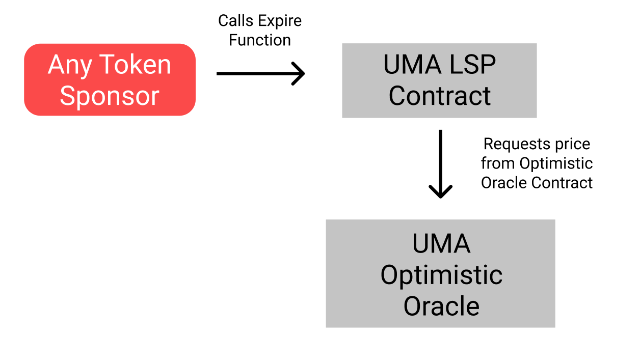 Any Token
Sponsor
Calls Expire
Function
UMA LSP
Contract
Requests price
from Optimistic
Oracle Contract
UMA
Optimistic
Oracle